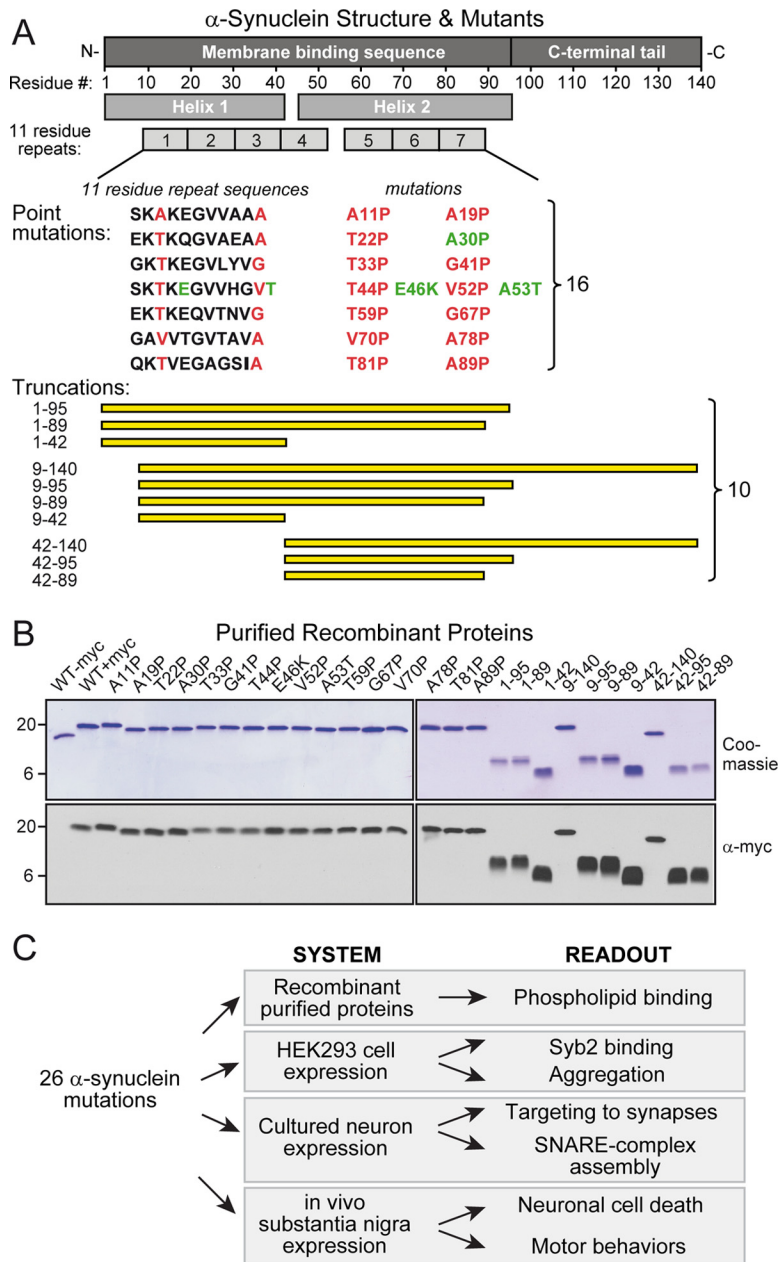 α-Synuclein Structure & Mutants
A
N- Membrane binding sequence C-terminal tail -C
Residue #: 1 10 20 30 40 50 60 70 80 90 100 110 120 130 140
Helix 1 Helix 2
11 residue
repeats:
1 2 3 4 5 6 7
11 residue repeat sequences mutations
Point
mutations:
SKAKEGVVAAA A11P A19P
EKTKQGVAEAA T22P A30P
GKTKEGVLYVG T33P G41P
SKTKEGVVHGVT T44P E46K V52P A53T
EKTKEQVTNVG T59P G67P
GAVVTGVTAVA V70P A78P
QKTVEGAGSIA T81P A89P
16
Truncations:
1-95
1-89
1-42
9-140
9-95
9-89
9-42
42-140
42-95
42-89
10
B
Purified Recombinant Proteins
WT-myc WT+myc A11P A19P T22P A30P T33P G41P T44P E46K V52P A53T T59P G67P V70P A78P T81P A89P 1-95 1-89 1-42 9-140 9-95 9-89 9-42 42-140 42-95 42-89
20
6
Coo-
massie
20
6
α-myc
C
SYSTEM READOUT
26 α-synuclein
mutations
Recombinant
purified proteins
Phospholipid binding
HEK293 cell
expression
Syb2 binding
Aggregation
Cultured neuron
expression
Targeting to synapses
SNARE-complex
assembly
in vivo
substantia nigra
expression
Neuronal cell death
Motor behaviors